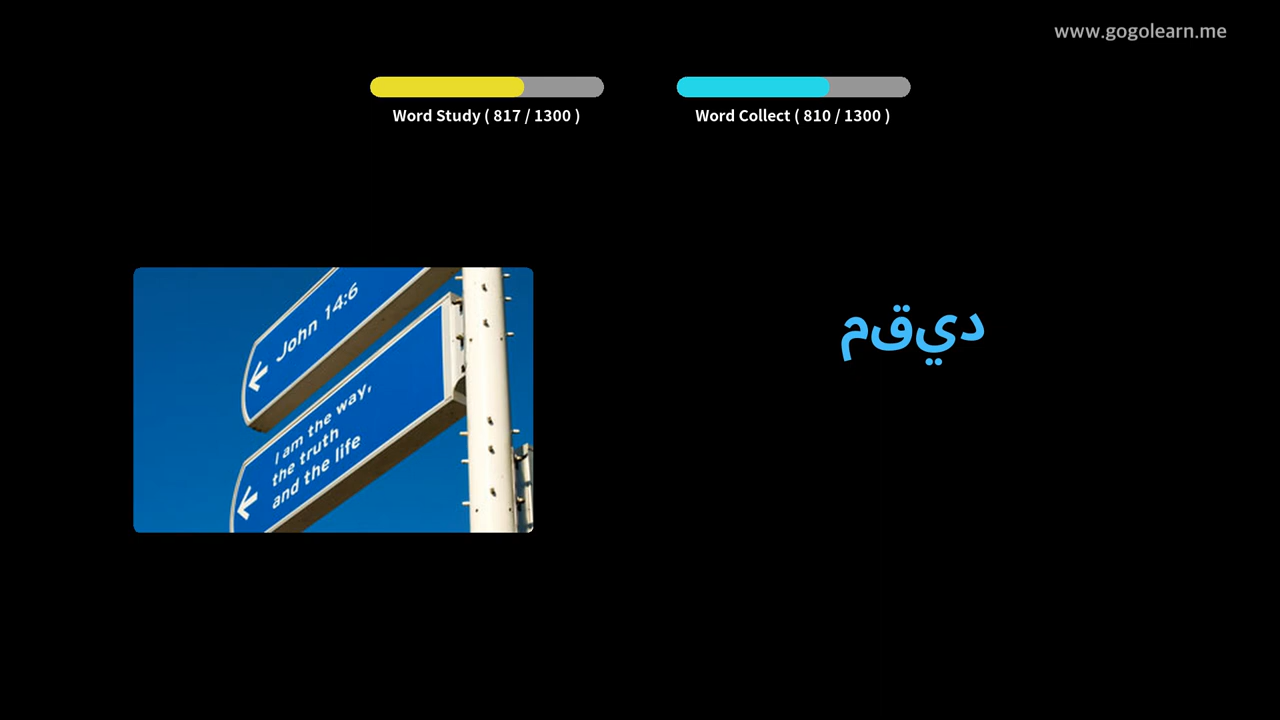 www.gogolearn.me
Word Study ( 817 / 1300 )
Word Collect ( 810 / 1300 )
John 14:6
I am the way,
the truth
and the life
ديقم